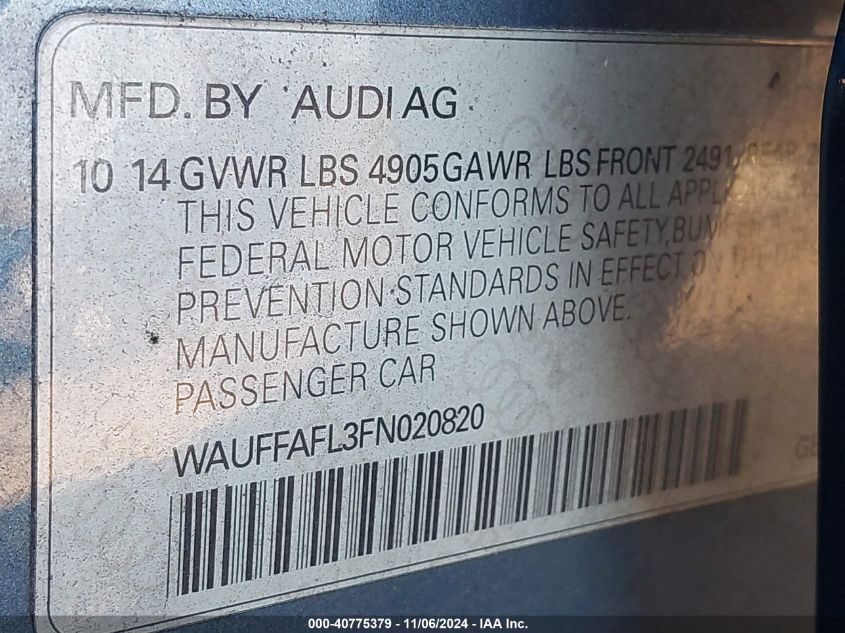 MFD. BY AUDI AG
10 14 GVWR LBS 4905 GAWR LBS FRONT 2491
THIS VEHICLE CONFORMS TO ALL
FEDERAL MOTOR VEHICLE SAFETY,
PREVENTION STANDARDS IN EFFECT
MANUFACTURE SHOWN ABOVE.
PASSENGER CAR
WAUFFAFL3FN020820
000-40775379 - 11/06/2024 - IAA Inc.